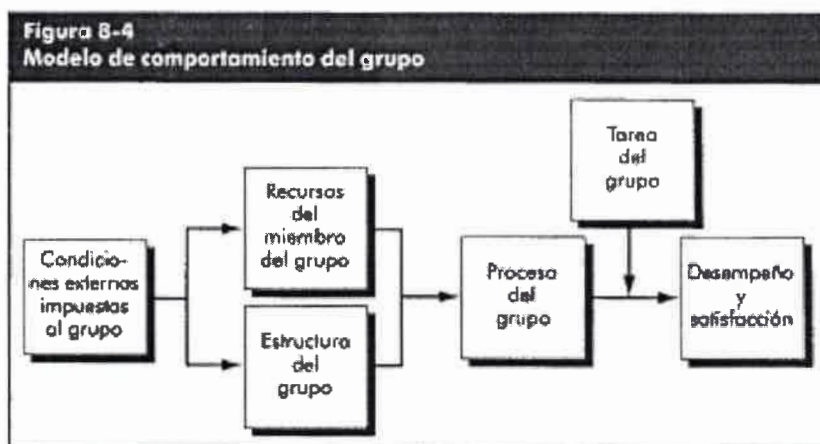 Figura 8-4
Modelo de comportamiento del grupo
Condicio-
nes externas
impuestas
al grupo
Recursos
del
miembro
del grupo
Estructura
del
grupo
Proceso
del
grupo
Tarea
del
grupo
Desempeño
y
satisfacción